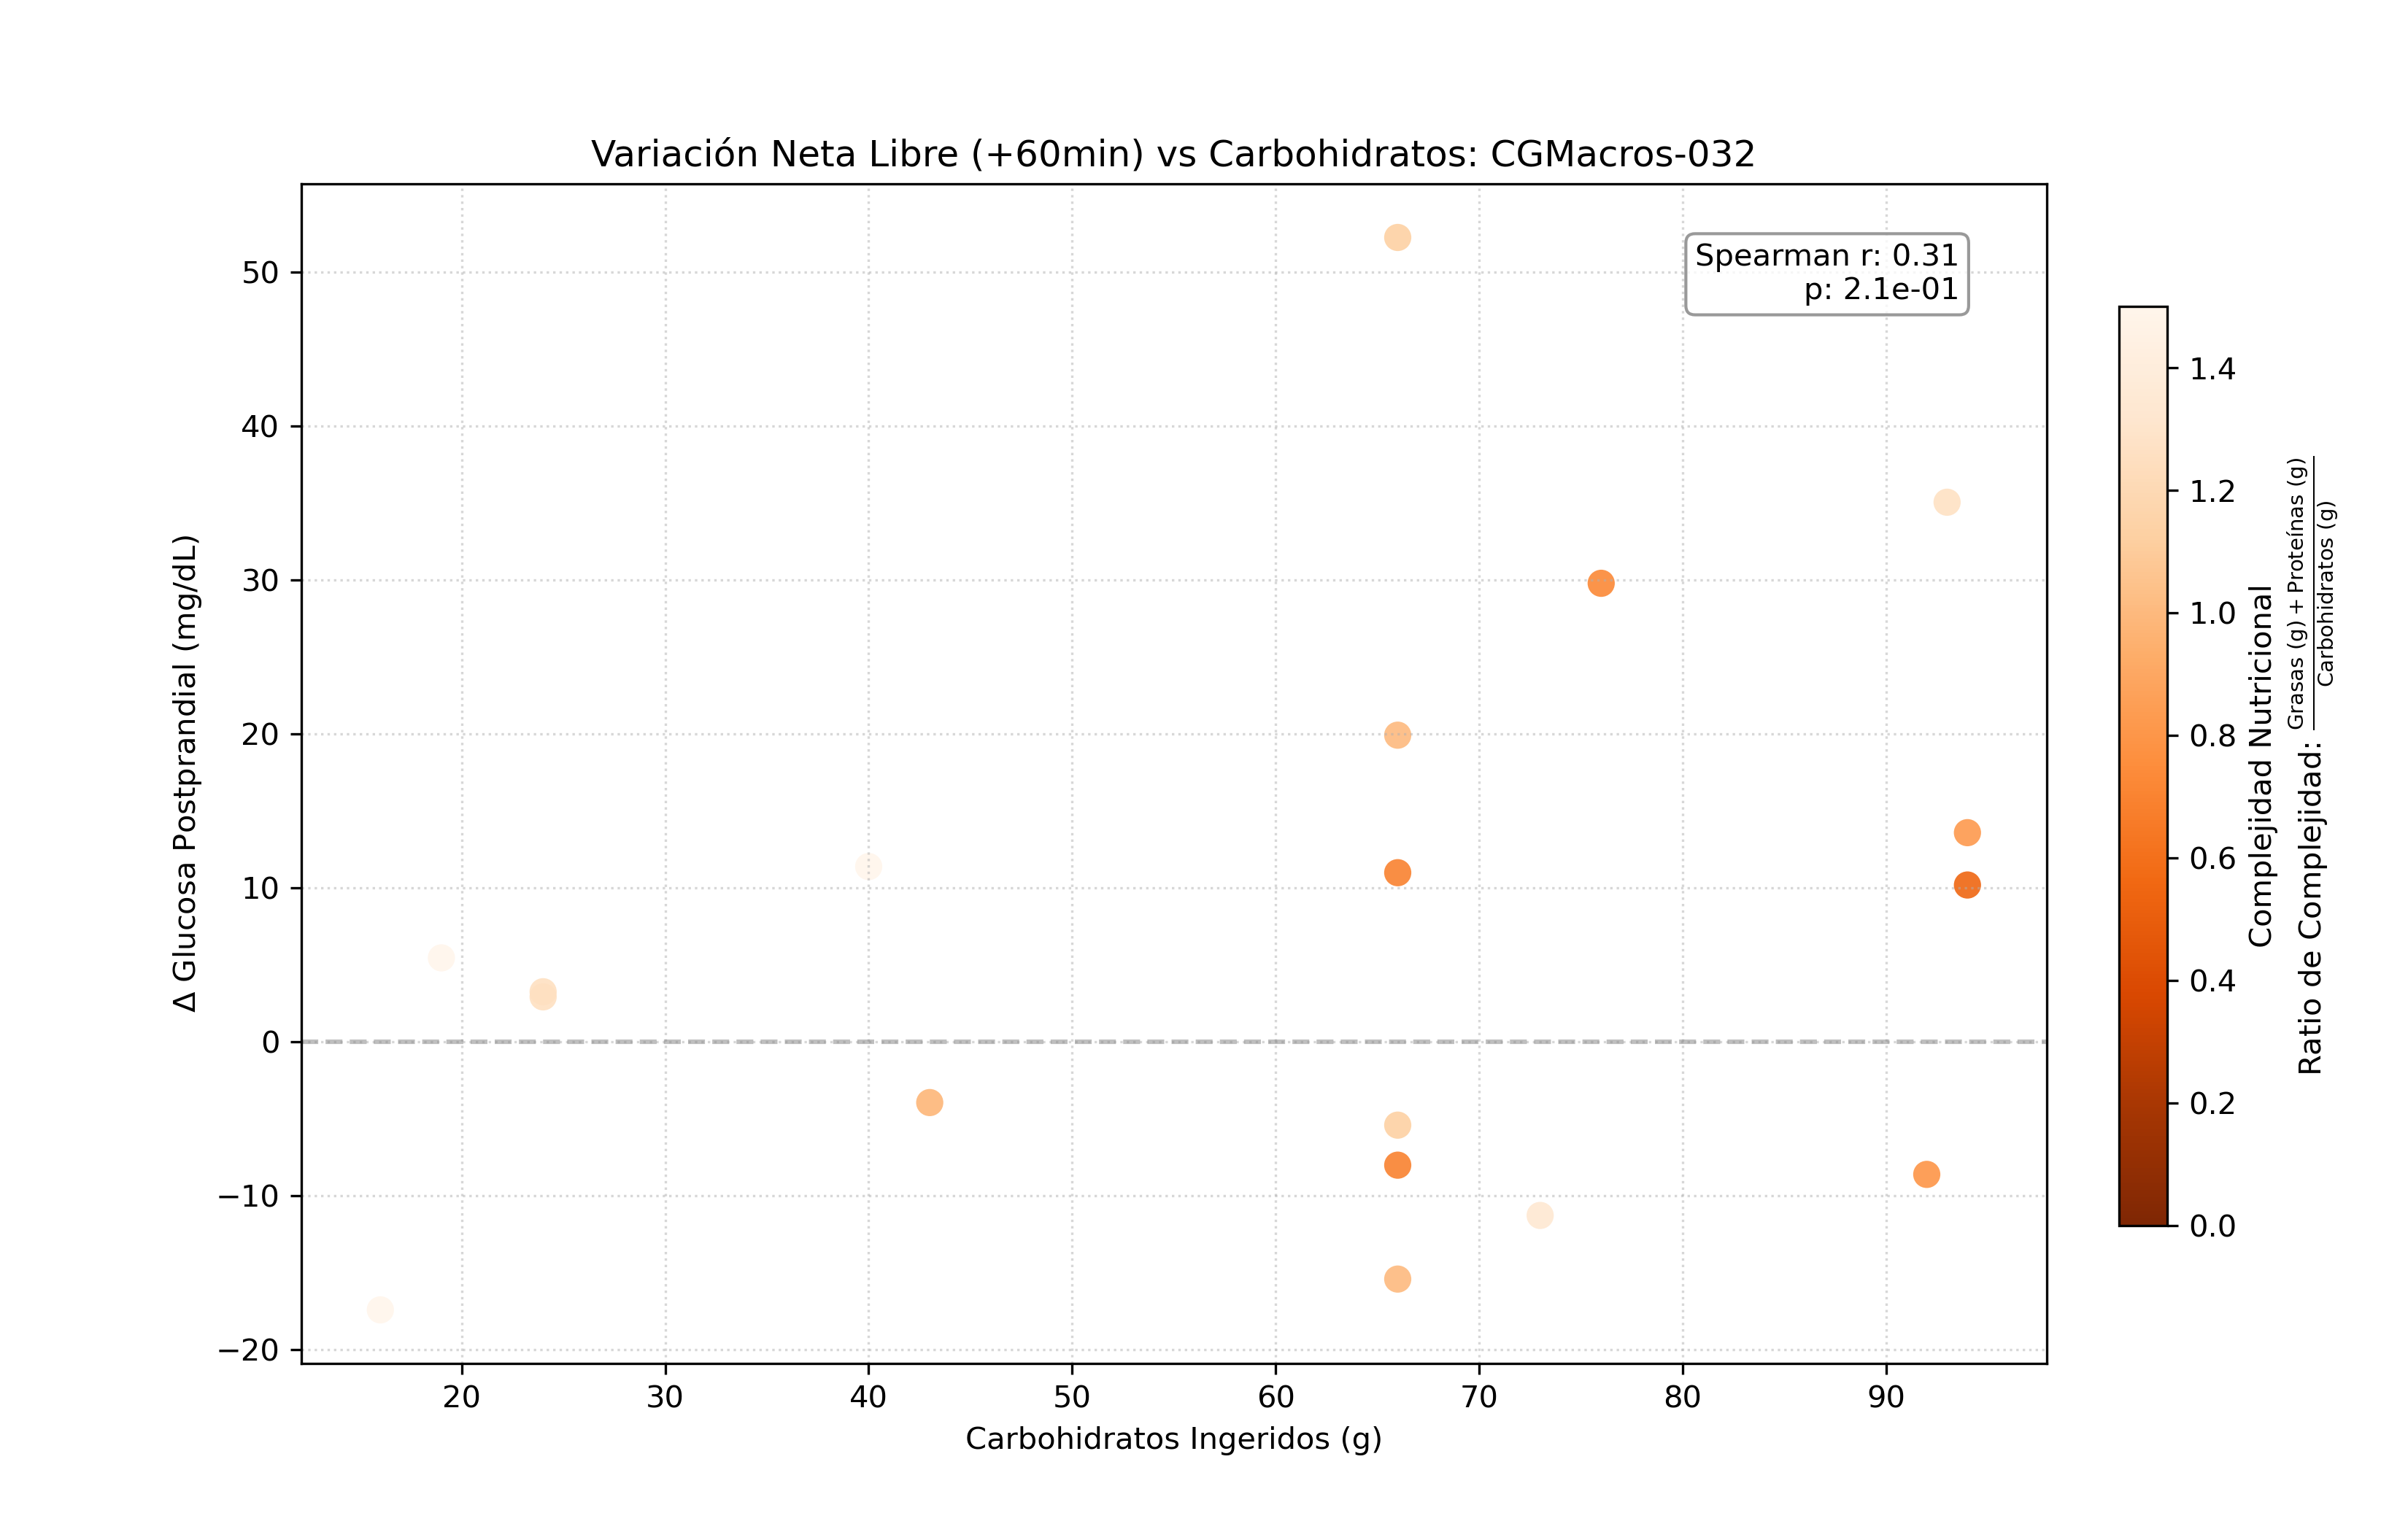 Variación Neta Libre (+60min) vs Carbohidratos: CGMacros-032
Spearman r: 0.31
p: 2.1e-01
Δ Glucosa Postprandial (mg/dL)
50
40
30
20
10
0
−10
−20
20
30
40
50
60
70
80
90
Carbohidratos Ingeridos (g)
1.4
1.2
1.0
0.8
0.6
0.4
0.2
0.0
Complejidad Nutricional
Ratio de Complejidad:
Grasas (g) + Proteínas (g)
Carbohidratos (g)